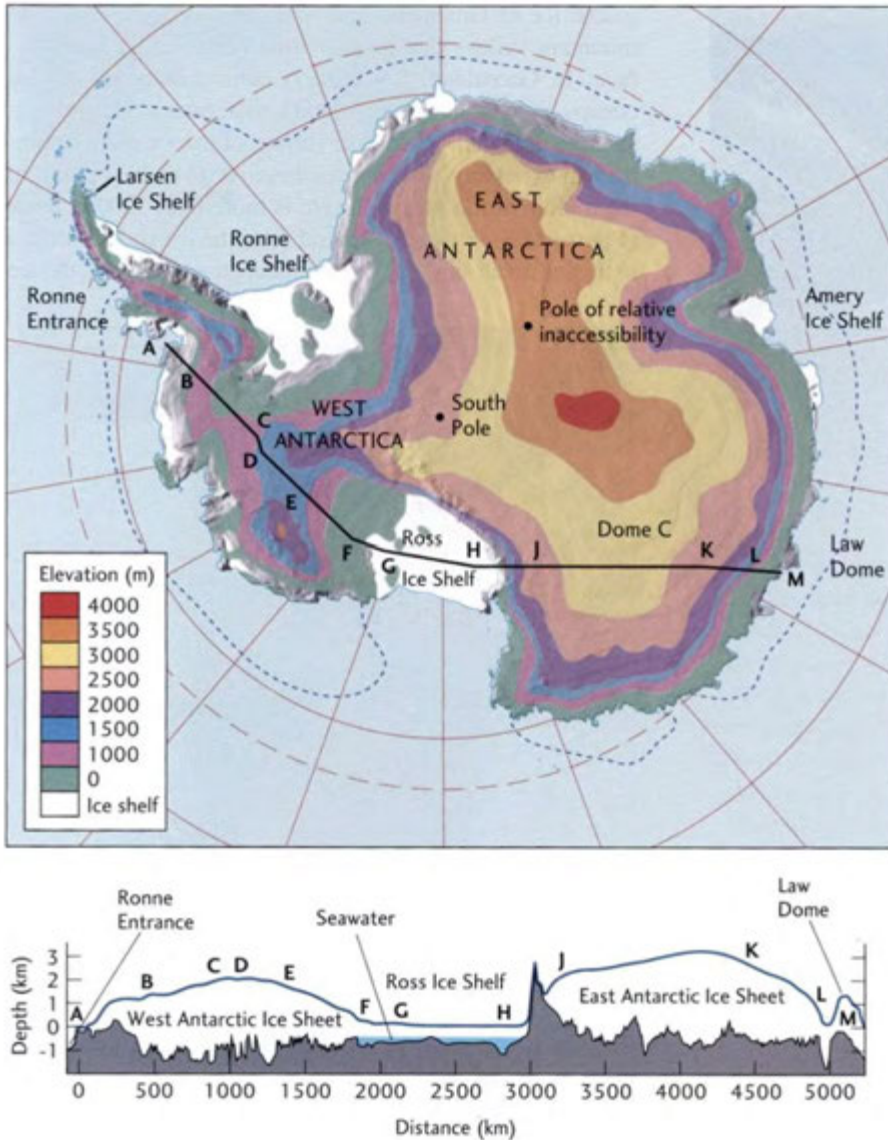 Larsen
Ice Shelf
Ronne
Ice Shelf
Ronne
Entrance
EAST
ANTARCTICA
Pole of relative
inaccessibility
Amery
Ice Shelf
A
B
C
D
E
F
G
H
J
K
L
M
WEST
ANTARCTICA
South
Pole
Dome C
Ross
Ice Shelf
Law
Dome
Elevation (m)
4000
3500
3000
2500
2000
1500
1000
0
Ice shelf
Ronne
Entrance
Seawater
Law
Dome
Depth (km)
3
2
1
0
-1
A
B
C
D
E
F
G
H
J
K
L
M
Ross Ice Shelf
West Antarctic Ice Sheet
East Antarctic Ice Sheet
0 500 1000 1500 2000 2500 3000 3500 4000 4500 5000
Distance (km)